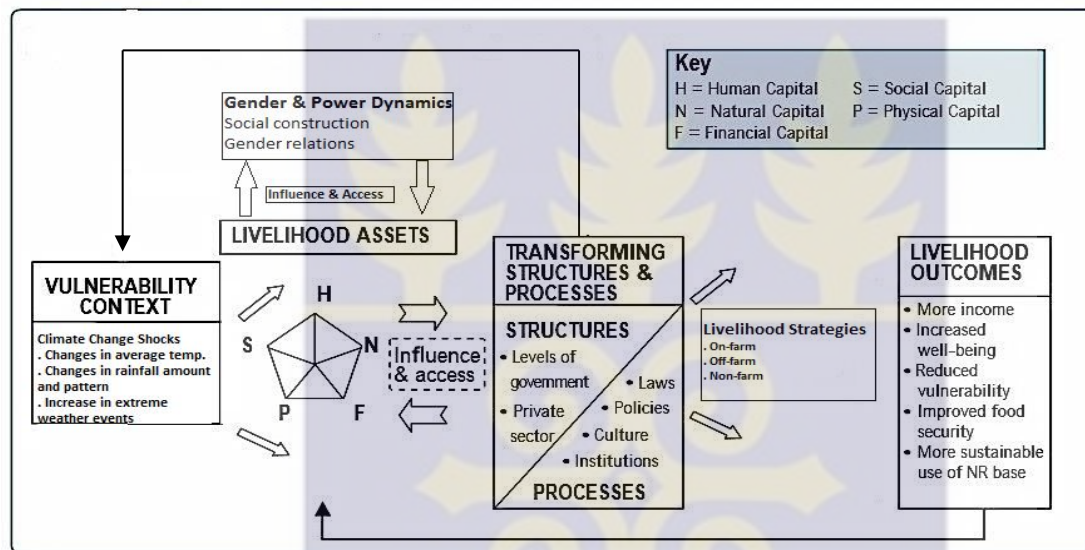 Key
H = Human Capital S = Social Capital
N = Natural Capital P = Physical Capital
F = Financial Capital
Gender & Power Dynamics
Social construction
Gender relations
Influence & Access
LIVELIHOOD ASSETS
VULNERABILITY
CONTEXT
Climate Change Shocks
. Changes in average temp.
. Changes in rainfall amount
and pattern
. Increase in extreme
weather events
H
S
N
P
F
Influence
& access
TRANSFORMING
STRUCTURES &
PROCESSES
STRUCTURES
• Levels of
government
• Private
sector
• Laws
• Policies
• Culture
• Institutions
PROCESSES
Livelihood Strategies
. On-farm
. Off-farm
. Non-farm
LIVELIHOOD
OUTCOMES
• More income
• Increased
well-being
• Reduced
vulnerability
• Improved food
security
• More sustainable
use of NR base